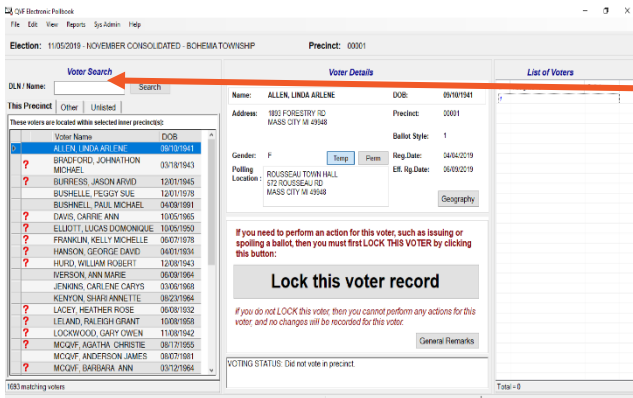 QVF Electronic Pollbook
File Edit View Reports Sys Admin Help
Election: 11/05/2019 - NOVEMBER CONSOLIDATED - BOHEMIA TOWNSHIP Precinct: 00001
Voter Search
DLN / Name: Search
This Precinct Other Unlisted
These voters are located within selected inner precinct(s):
Voter Name DOB
ALLEN, LINDA ARLENE 09/10/1941
? BRADFORD, JOHNATHON MICHAEL 03/18/1943
? BURRESS, JASON ARVID 12/01/1945
BUSHELLE, PEGGY SUE 12/01/1978
BUSHNELL, PAUL MICHAEL 04/09/1991
? DAVIS, CARRIE ANN 10/05/1965
? ELLIOTT, LUCAS DOMONIQUE 10/05/1950
? FRANKLIN, KELLY MICHELLE 06/07/1978
? HANSON, GEORGE DAVID 04/01/1934
? HURD, WILLIAM ROBERT 12/08/1943
IVERSON, ANN MARIE 06/09/1964
JENKINS, CARLENE CARYS 03/06/1968
KENYON, SHARI ANNETTE 08/23/1964
? LACEY, HEATHER ROSE 06/08/1932
? LELAND, RALEIGH GRANT 10/08/1958
? LOCKWOOD, GARY OWEN 11/08/1942
? MCQVF, AGATHA CHRISTIE 08/17/1955
MCQVF, ANDERSON JAMES 08/07/1981
? MCQVF, BARBARA ANN 03/12/1964
1693 matching voters
Voter Details
Name: ALLEN, LINDA ARLENE DOB: 09/10/1941
Address: 1893 FORESTRY RD Precinct: 00001
MASS CITY MI 49948
Ballot Style: 1
Gender: F Temp Perm Reg.Date: 04/04/2019
Polling Location: ROUSSEAU TOWN HALL Eff. Rg.Date: 06/09/2019
572 ROUSSEAU RD
MASS CITY MI 49948
Geography
If you need to perform an action for this voter, such as issuing or
spoiling a ballot, then you must first LOCK THIS VOTER by clicking
this button:
Lock this voter record
If you do not LOCK this voter, then you cannot perform any actions for this
voter, and no changes will be recorded for this voter.
General Remarks
VOTING STATUS: Did not vote in precinct.
List of Voters
Total = 0